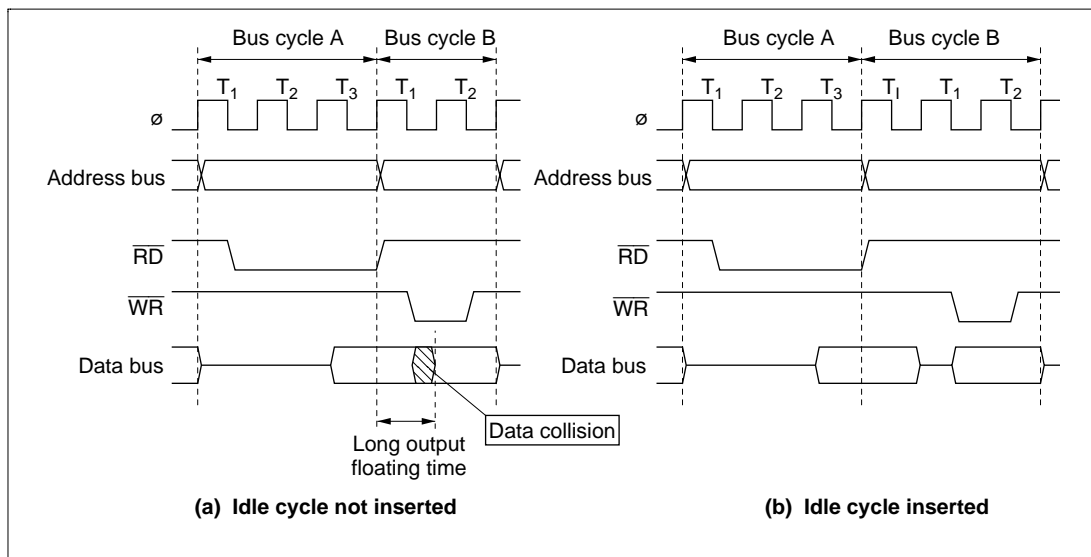 Bus cycle A Bus cycle B
T1 T2 T3 T1 T2
ø
Address bus
RD
WR
Data bus
Data collision
Long output
floating time
(a) Idle cycle not inserted
Bus cycle A Bus cycle B
T1 T2 T3 TI T1 T2
ø
Address bus
RD
WR
Data bus
(b) Idle cycle inserted